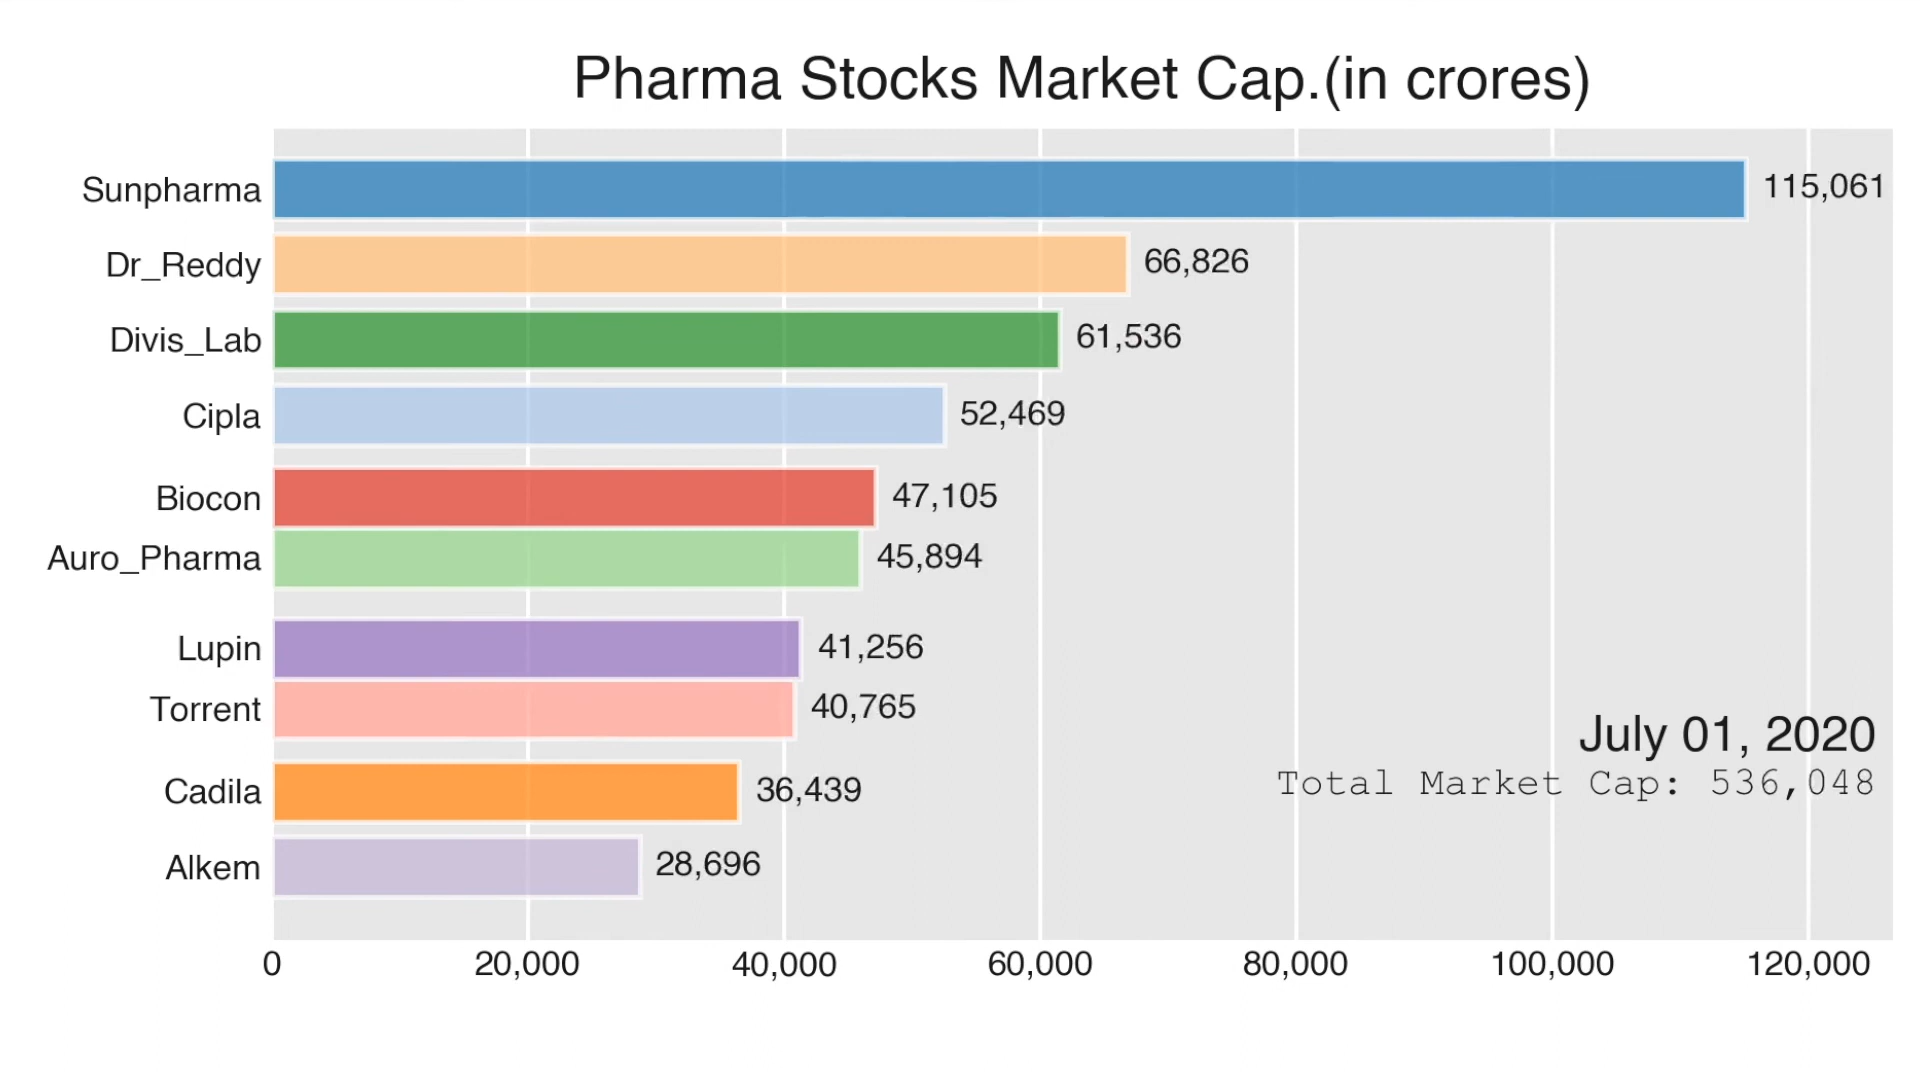 Pharma Stocks Market Cap.(in crores)
Sunpharma 115,061
Dr_Reddy 66,826
Divis_Lab 61,536
Cipla 52,469
Biocon 47,105
Auro_Pharma 45,894
Lupin 41,256
Torrent 40,765
July 01, 2020
Total Market Cap: 536,048
Cadila 36,439
Alkem 28,696
0 20,000 40,000 60,000 80,000 100,000 120,000